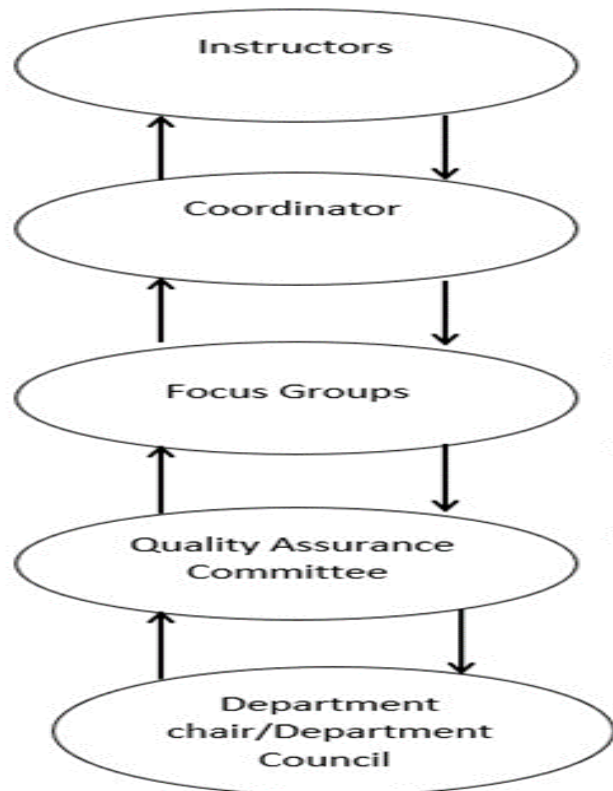 Instructors
Coordinator
Focus Groups
Quality Assurance
Committee
Department
chair/Department
Council